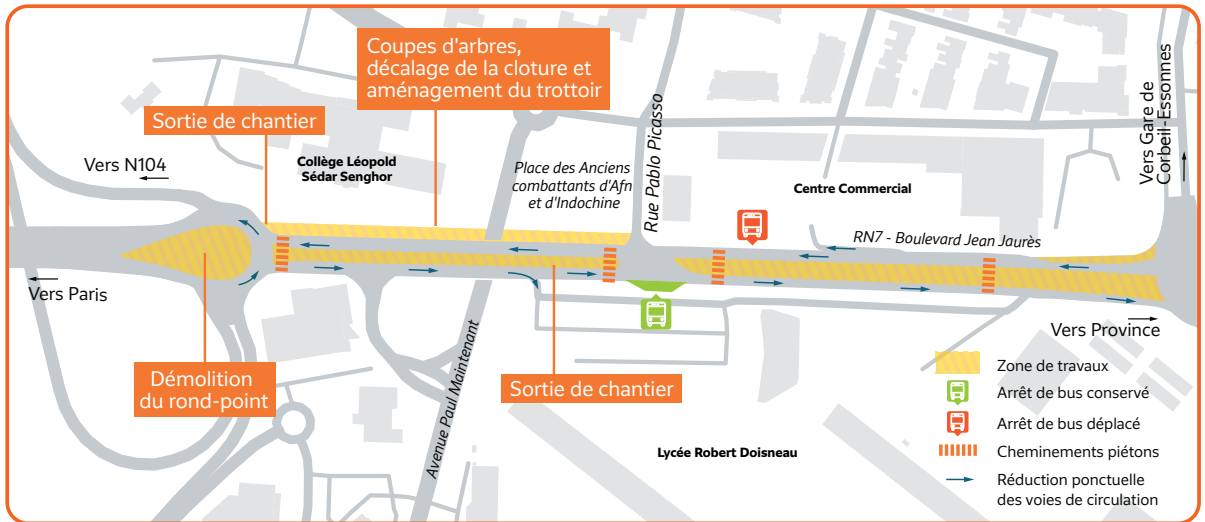 Coupes d'arbres,
décalage de la cloture et
aménagement du trottoir
Sortie de chantier
Vers N104
Collège Léopold
Sédar Senghor
Place des Anciens
combattants d'Afn
et d'Indochine
Rue Pablo Picasso
Centre Commercial
Vers Gare de
Corbeil-Essonnes
RN7 - Boulevard Jean Jaurès
Vers Paris
Vers Province
Démolition
du rond-point
Avenue Paul Maintenant
Sortie de chantier
Lycée Robert Doisneau
Zone de travaux
Arrêt de bus conservé
Arrêt de bus déplacé
Cheminements piétons
Réduction ponctuelle
des voies de circulation